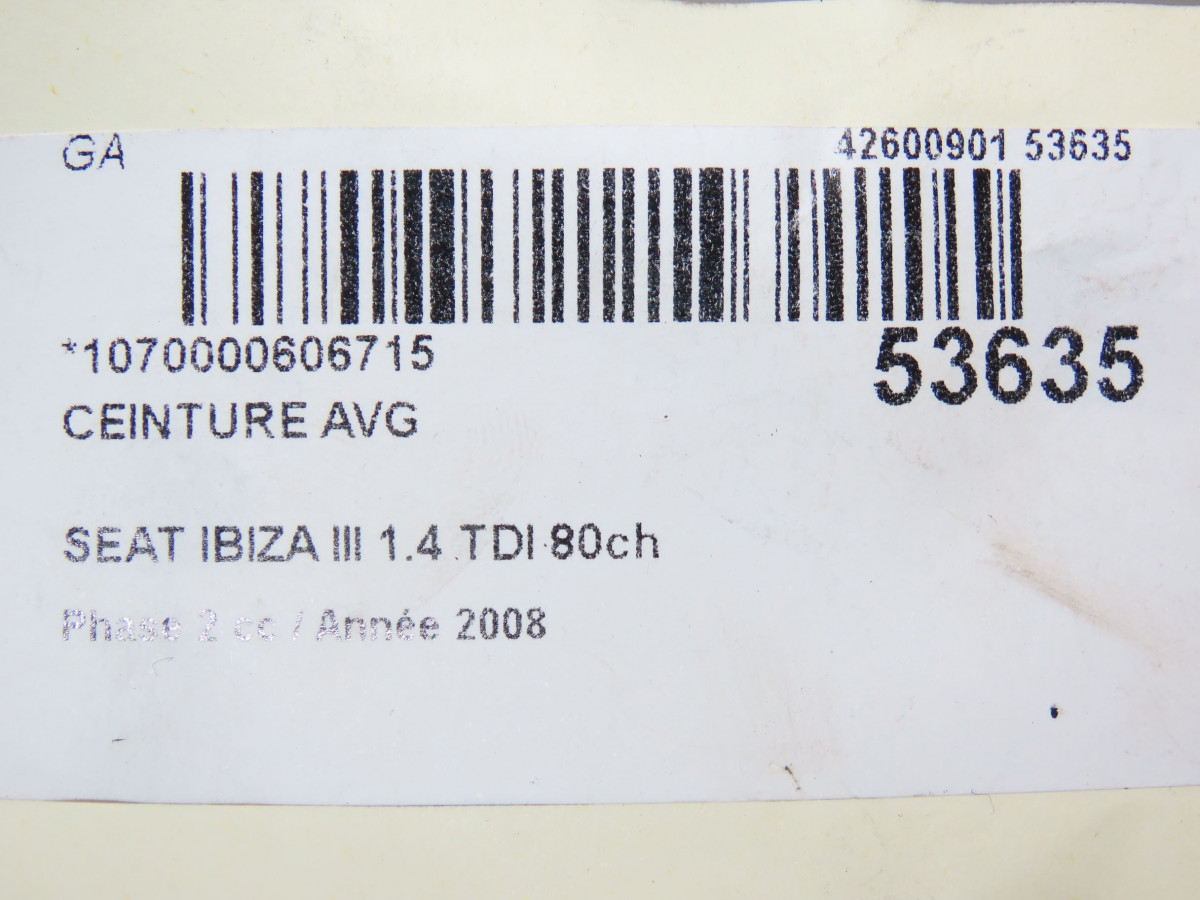 GA 42600901 53635
*1070000606715 53635
CEINTURE AVG
SEAT IBIZA III 1.4 TDI 80ch
Phase 2 cc / Année 2008